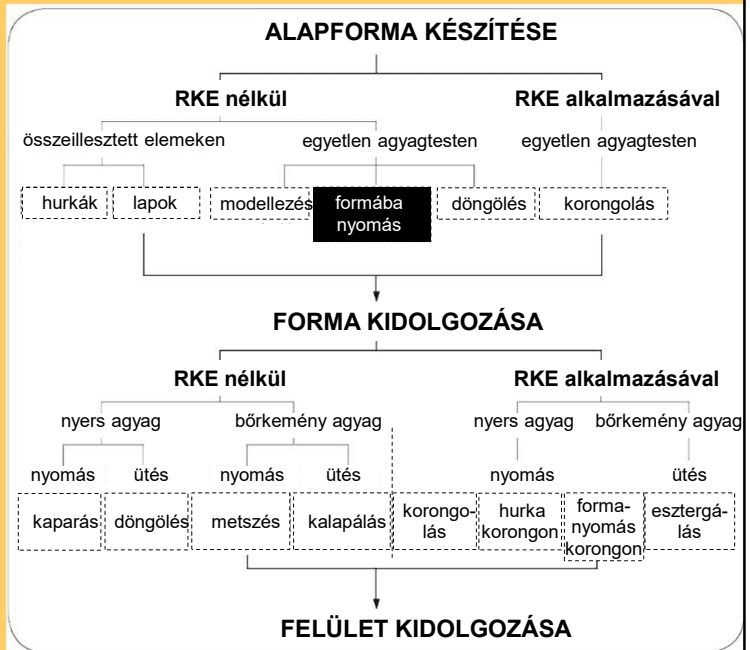 ALAPFORMA KÉSZÍTÉSE
RKE nélkül
RKE alkalmazásával
összeillesztett elemeken
egyetlen agyagtesten
egyetlen agyagtesten
hurkák
lapok
modellezés
formába
nyomás
döngölés
korongolás
FORMA KIDOLGOZÁSA
RKE nélkül
RKE alkalmazásával
nyers agyag
bőrkemény agyag
nyers agyag
bőrkemény agyag
nyomás
ütés
nyomás
ütés
nyomás
ütés
kaparás
döngölés
metszés
kalapálás
korongo-
lás
hurka
korongon
forma-
nyomás
korongon
esztergá-
lás
FELÜLET KIDOLGOZÁSA